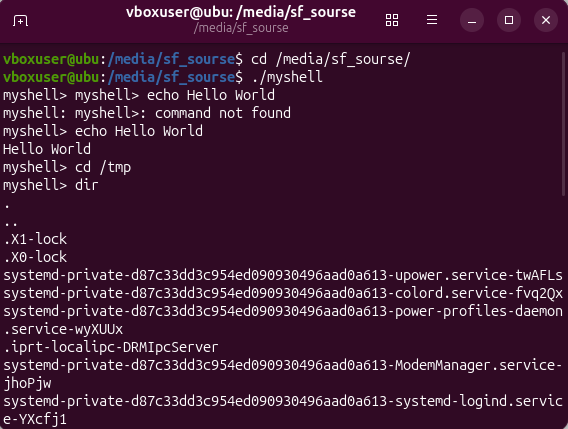 vboxuser@ubu: /media/sf_sourse
/media/sf_sourse
vboxuser@ubu:/media/sf_sourse$ cd /media/sf_sourse/
vboxuser@ubu:/media/sf_sourse$ ./myshell
myshell> myshell> echo Hello World
myshell: myshell>: command not found
myshell> echo Hello World
Hello World
myshell> cd /tmp
myshell> dir
.
..
.X1-lock
.X0-lock
systemd-private-d87c33dd3c954ed090930496aad0a613-upower.service-twAFLs
systemd-private-d87c33dd3c954ed090930496aad0a613-colord.service-fvq2Qx
systemd-private-d87c33dd3c954ed090930496aad0a613-power-profiles-daemon
.service-wyXUUx
.iprt-localipc-DRMIpcServer
systemd-private-d87c33dd3c954ed090930496aad0a613-ModemManager.service-
jhoPjw
systemd-private-d87c33dd3c954ed090930496aad0a613-systemd-logind.servic
e-YXcfj1